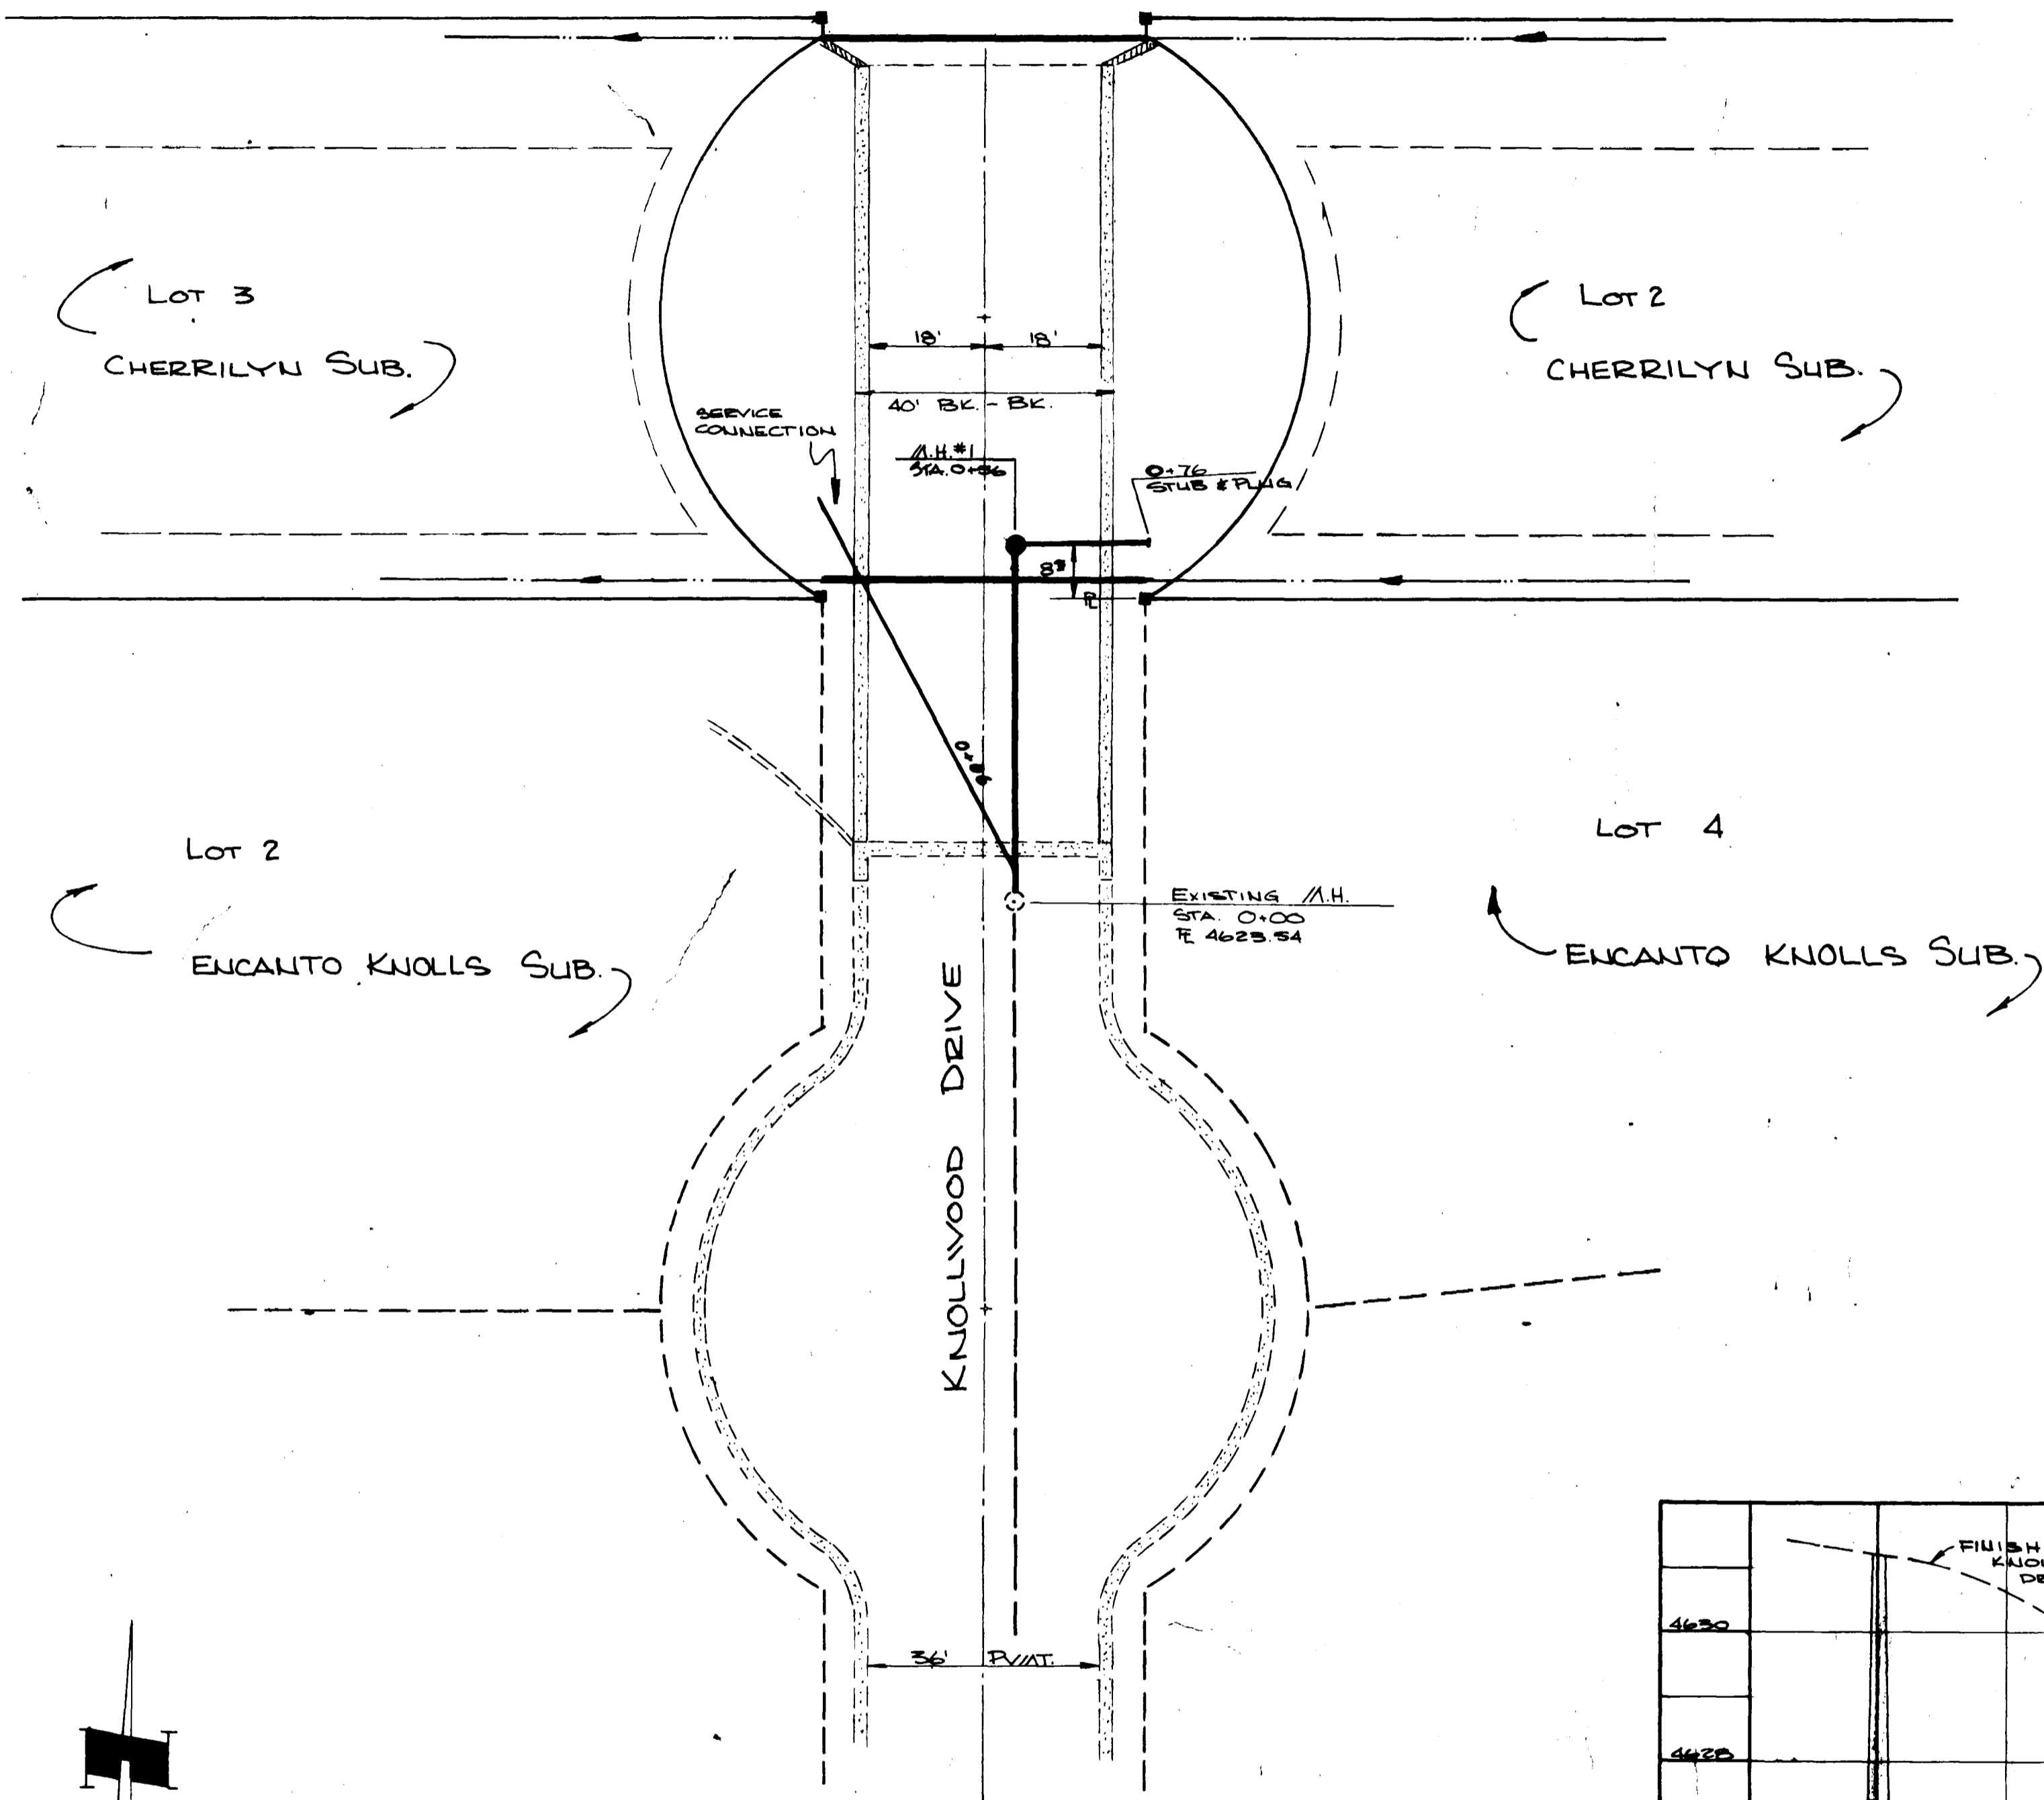 LOT 3
CHERRILYN SUB.
LOT 2
CHERRILYN SUB.
18'
18'
40' BK. - BK.
SERVICE
CONNECTION
M.H. #1
STA. 0+56
0+76
STUB & PLUG
8'
PL
LOT 2
ENCANTO KNOLLS SUB.
LOT 4
ENCANTO KNOLLS SUB.
EXISTING M.H.
STA. 0+00
FL 4623.54
KNOLLWOOD DRIVE
36' PVMT.
FINISH
4630
4628